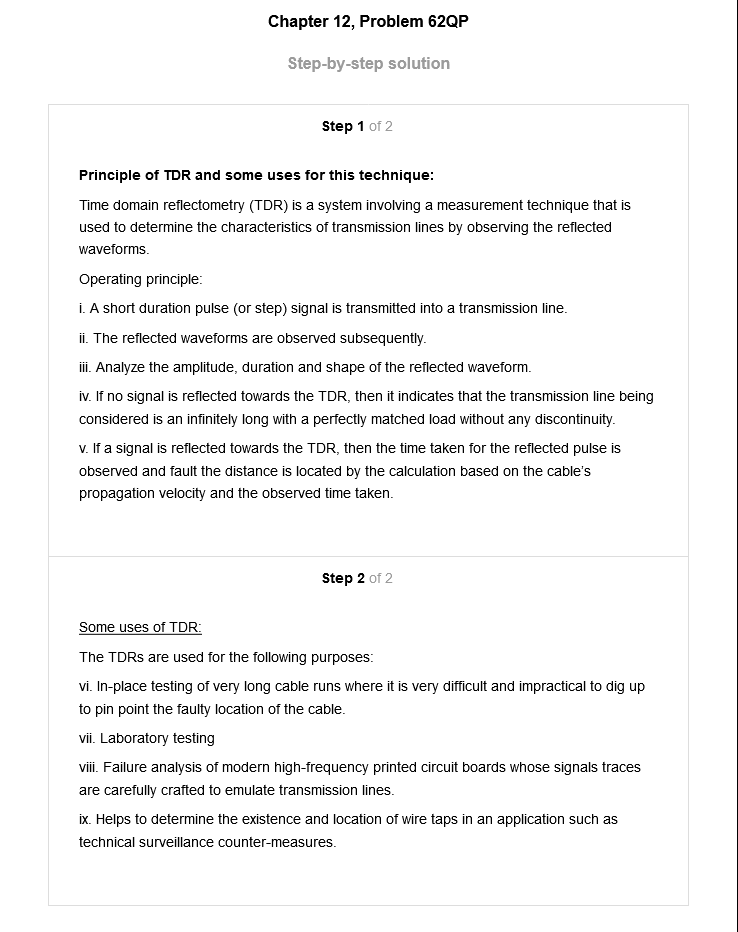 Chapter 12, Problem 62QP
Step-by-step solution
Step 1 of 2
Principle of TDR and some uses for this technique:
Time domain reflectometry (TDR) is a system involving a measurement technique that is
used to determine the characteristics of transmission lines by observing the reflected
waveforms.
Operating principle:
i. A short duration pulse (or step) signal is transmitted into a transmission line.
ii. The reflected waveforms are observed subsequently.
iii. Analyze the amplitude, duration and shape of the reflected waveform.
iv. If no signal is reflected towards the TDR, then it indicates that the transmission line being
considered is an infinitely long with a perfectly matched load without any discontinuity.
v. If a signal is reflected towards the TDR, then the time taken for the reflected pulse is
observed and fault the distance is located by the calculation based on the cable's
propagation velocity and the observed time taken.
Step 2 of 2
Some uses of TDR:
The TDRs are used for the following purposes:
vi. In-place testing of very long cable runs where it is very difficult and impractical to dig up
to pin point the faulty location of the cable.
vii. Laboratory testing
viii. Failure analysis of modern high-frequency printed circuit boards whose signals traces
are carefully crafted to emulate transmission lines.
ix. Helps to determine the existence and location of wire taps in an application such as
technical surveillance counter-measures.